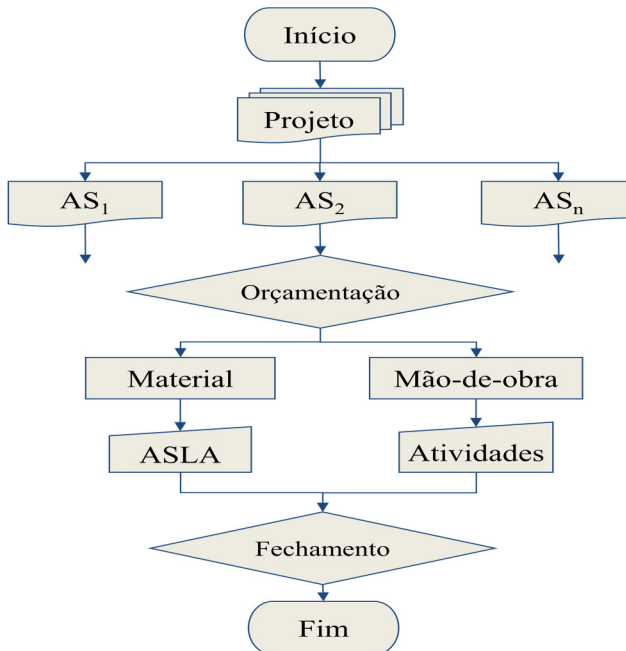 Início
Projeto
AS₁
AS₂
ASₙ
Orçamentação
Material
Mão-de-obra
ASLA
Atividades
Fechamento
Fim